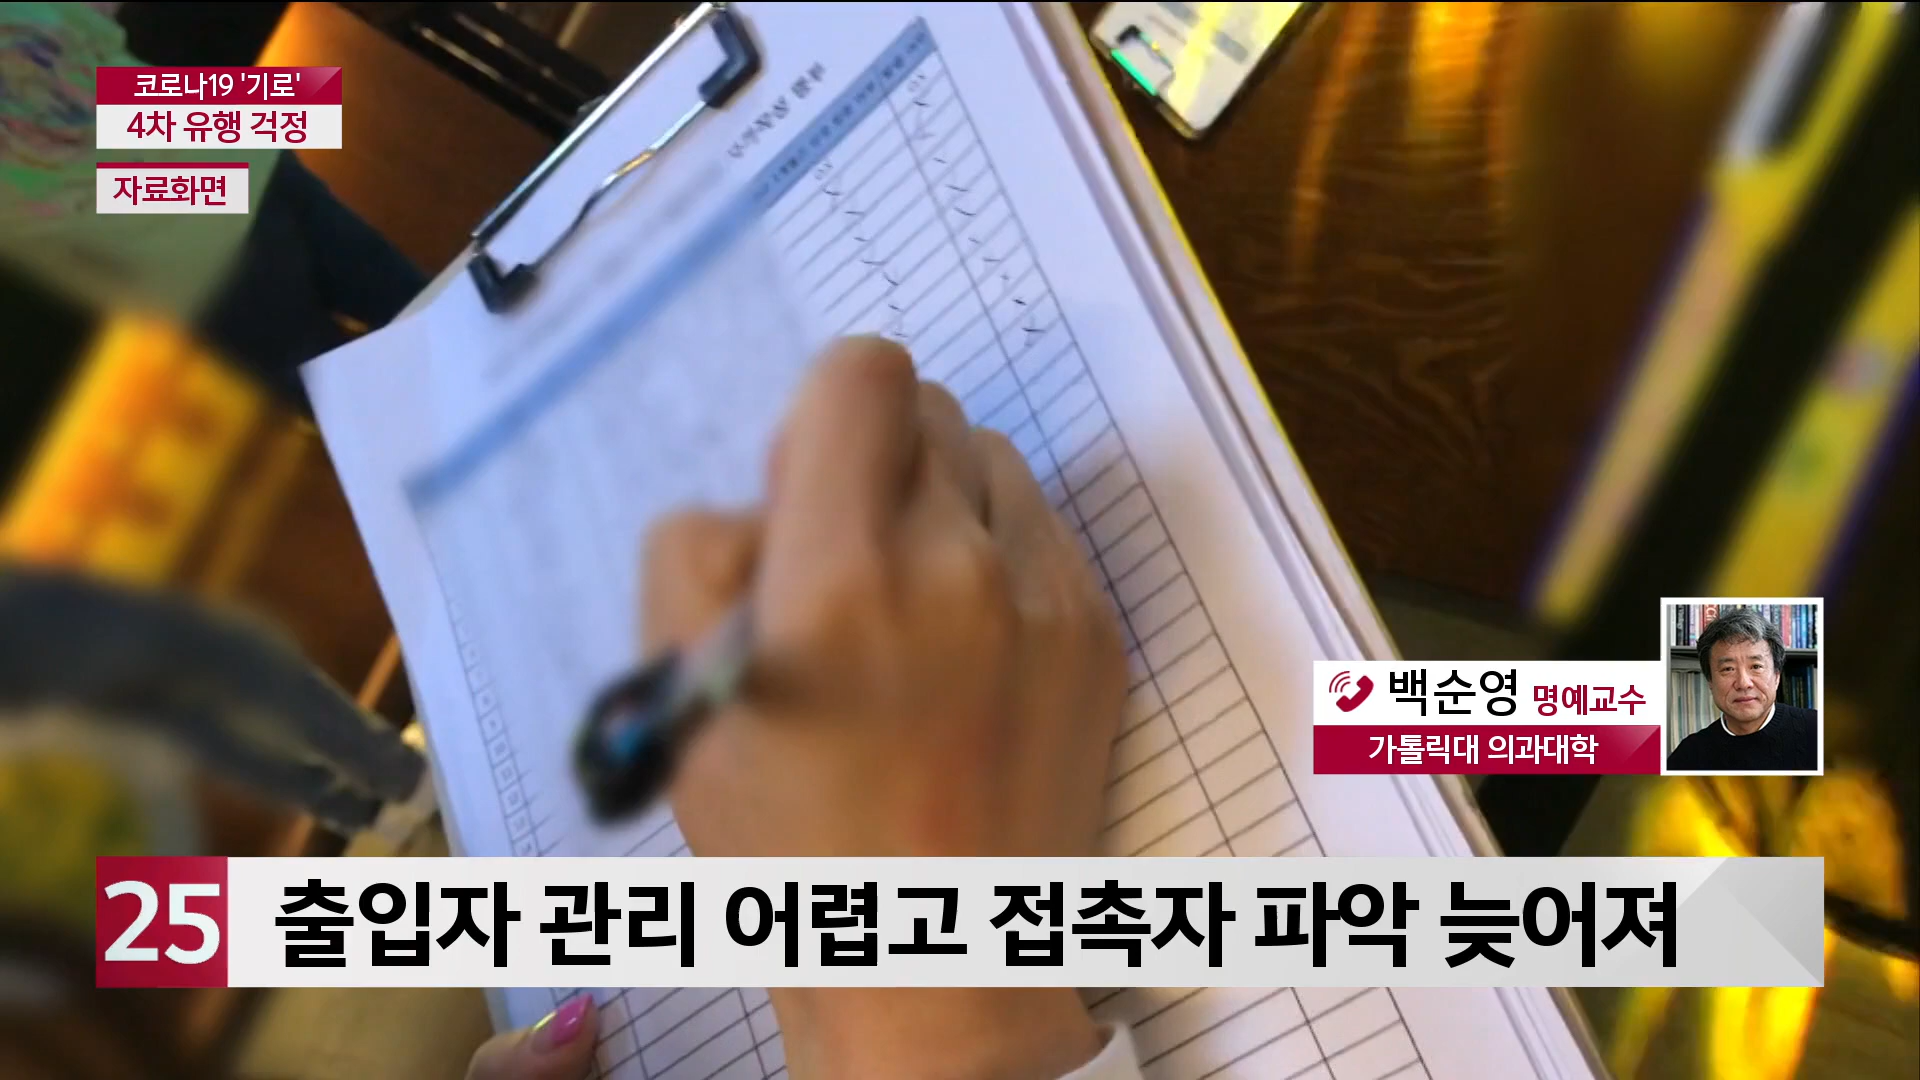 코로나19 '기로'
4차 유행 걱정
자료화면
백순영 명예교수
가톨릭대 의과대학
25 출입자 관리 어렵고 접촉자 파악 늦어져